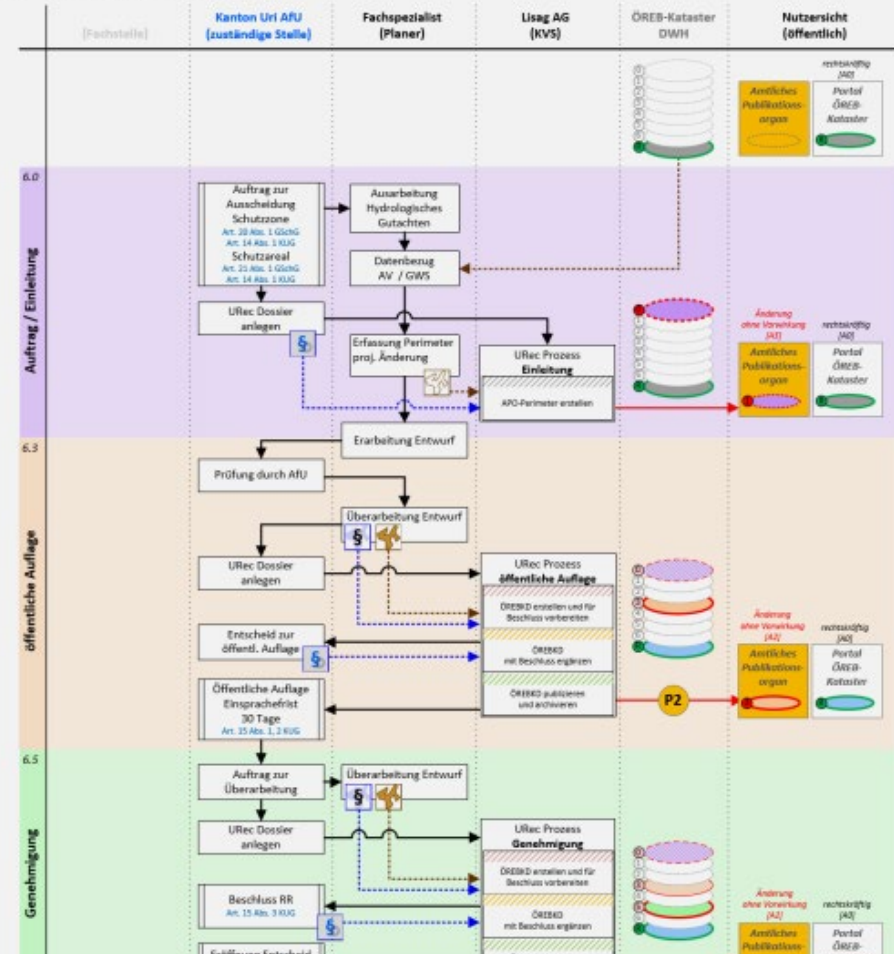 (Fachstelle)
Kanton Uri AfU
(zuständige Stelle)
Fachspezialist
(Planer)
Lisag AG
(KVS)
ÖREB-Kataster
DWH
Nutzersicht
(öffentlich)
rechtskräftig
[A0]
Amtliches
Publikations-
organ
Portal
ÖREB-
Kataster
6.0
Auftrag / Einleitung
Auftrag zur
Ausscheidung
Schutzzone
Art. 20 Abs. 1 GSchG
Art. 14 Abs. 1 KUG
Schutzareal
Art. 21 Abs. 1 GSchG
Art. 14 Abs. 1 KUG
Ausarbeitung
Hydrologisches
Gutachten
Datenbezug
AV / GWS
URec Dossier
anlegen
§
Erfassung Perimeter
proj. Änderung
URec Prozess
Einleitung
APO-Perimeter erstellen
Änderung
ohne Vorwirkung
[A1]
rechtskräftig
[A0]
Amtliches
Publikations-
organ
Portal
ÖREB-
Kataster
6.3
öffentliche Auflage
Erarbeitung Entwurf
Prüfung durch AfU
Überarbeitung Entwurf
§
URec Dossier
anlegen
URec Prozess
öffentliche Auflage
ÖREBKD erstellen und für
Beschluss vorbereiten
Entscheid zur
öffentl. Auflage
§
ÖREBKD
mit Beschluss ergänzen
Öffentliche Auflage
Einsprachefrist
30 Tage
Art. 15 Abs. 1, 2 KUG
ÖREBKD publizieren
und archivieren
P2
Änderung
ohne Vorwirkung
[A2]
rechtskräftig
[A0]
Amtliches
Publikations-
organ
Portal
ÖREB-
Kataster
6.5
Genehmigung
Auftrag zur
Überarbeitung
Überarbeitung Entwurf
§
URec Dossier
anlegen
URec Prozess
Genehmigung
ÖREBKD erstellen und für
Beschluss vorbereiten
Beschluss RR
Art. 15 Abs. 3 KUG
§
ÖREBKD
mit Beschluss ergänzen
Änderung
ohne Vorwirkung
[A2]
rechtskräftig
[A0]
Amtliches
Publikations-
Portal
ÖREB-